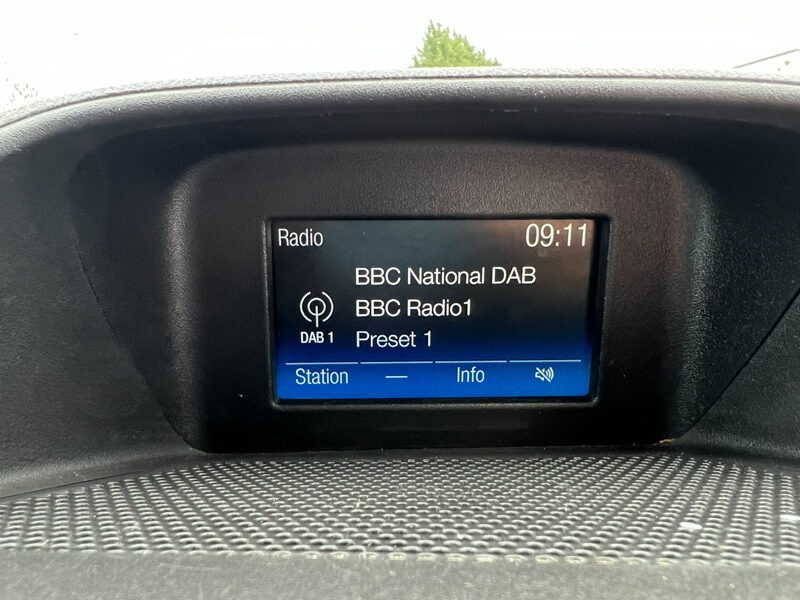 Radio 09:11
BBC National DAB
BBC Radio1
DAB 1 Preset 1
Station — Info